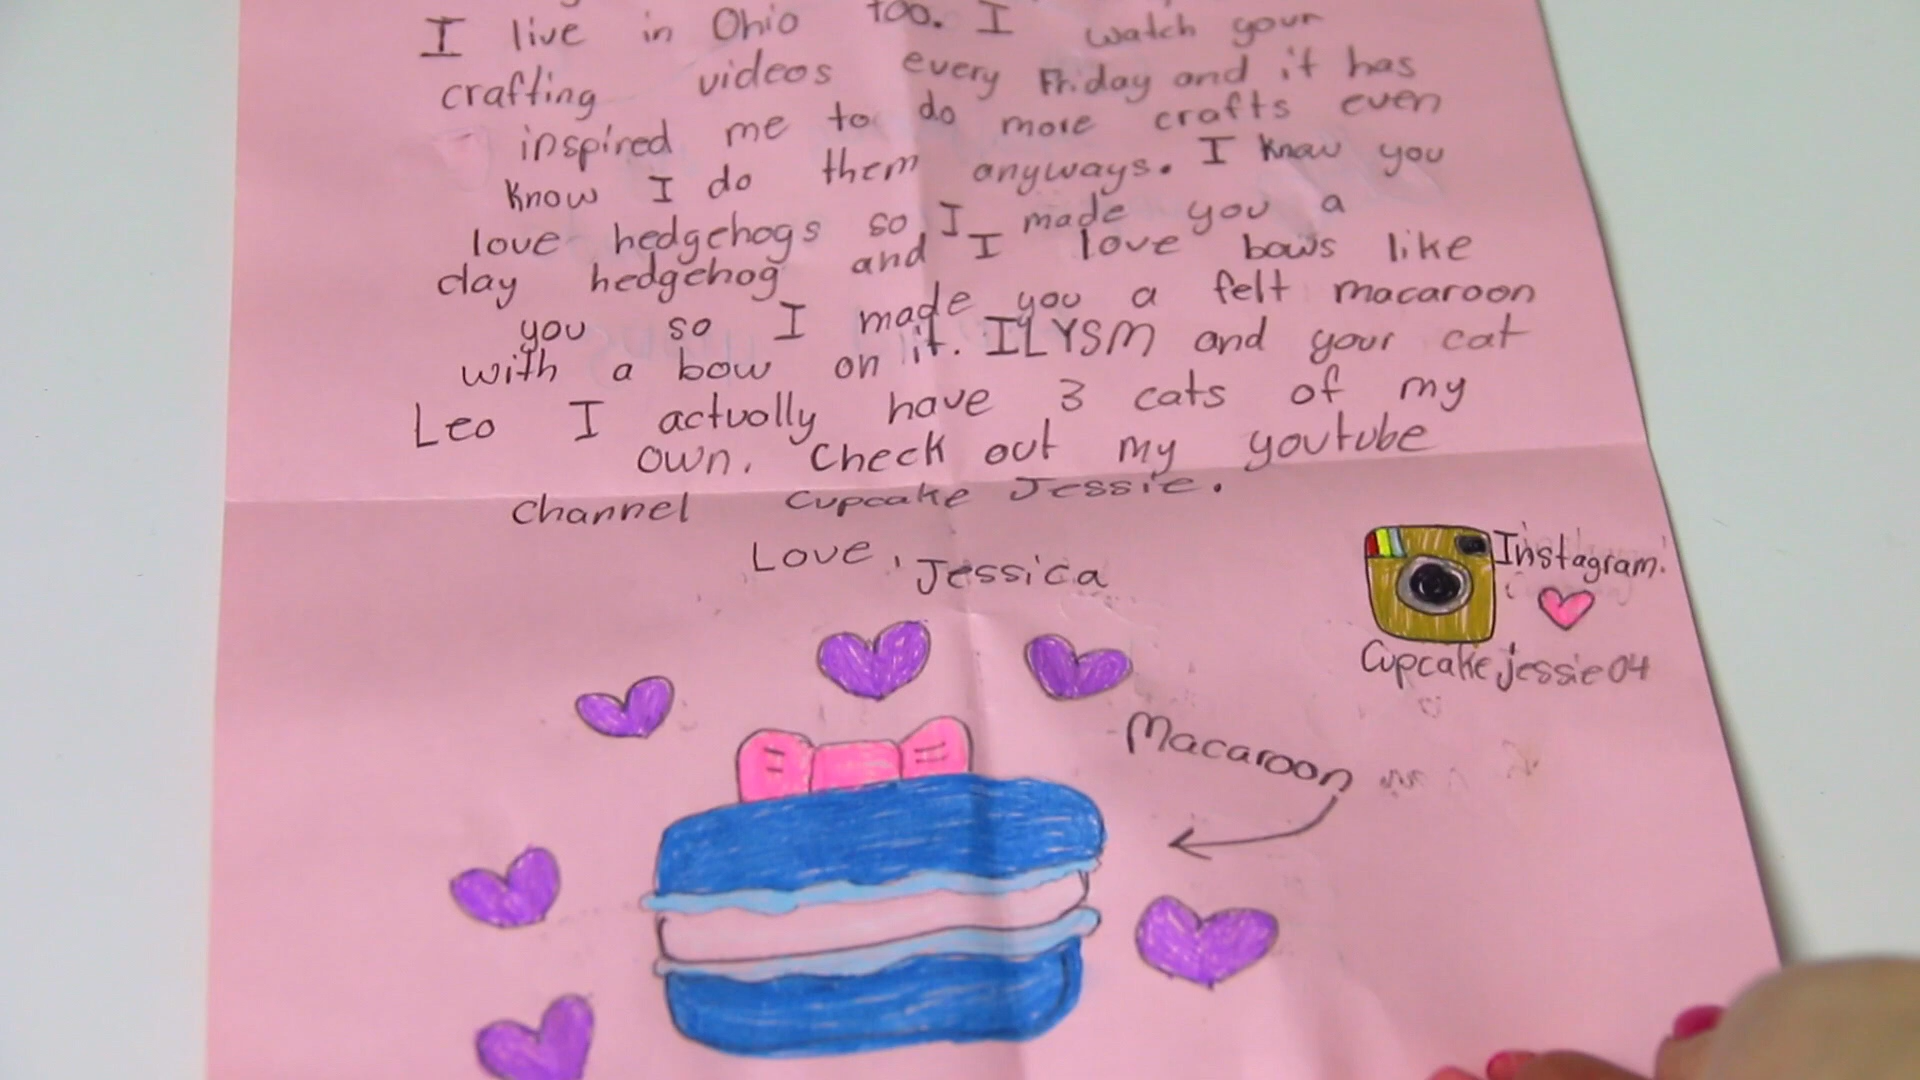 I live in Ohio too. I watch your
crafting videos every Friday and it has
inspired me to do more crafts even
know I do them anyways. I know you
love hedgehogs so I made you a
clay hedgehog and I love bows like
you so I made you a felt macaroon
with a bow on it. ILYSM and your cat
Leo I actully have 3 cats of my
own. Check out my youtube
channel Cupcake Jessie.
Love, Jessica
Instagram.
Cupcakejessie04
Macaroon